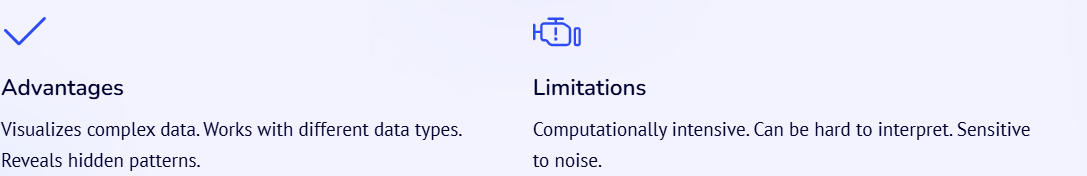 Advantages
Visualizes complex data. Works with different data types.
Reveals hidden patterns.
Limitations
Computationally intensive. Can be hard to interpret. Sensitive
to noise.